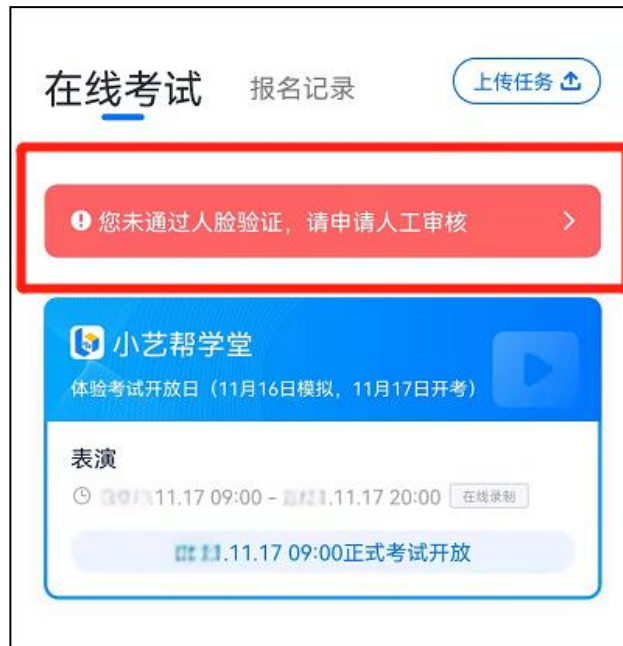 在线考试 报名记录 上传任务
您未通过人脸验证，请申请人工审核
小艺帮学堂
体验考试开放日（11月16日模拟，11月17日开考）
表演
11.17 09:00 - .11.17 20:00 在线录制
.11.17 09:00正式考试开放